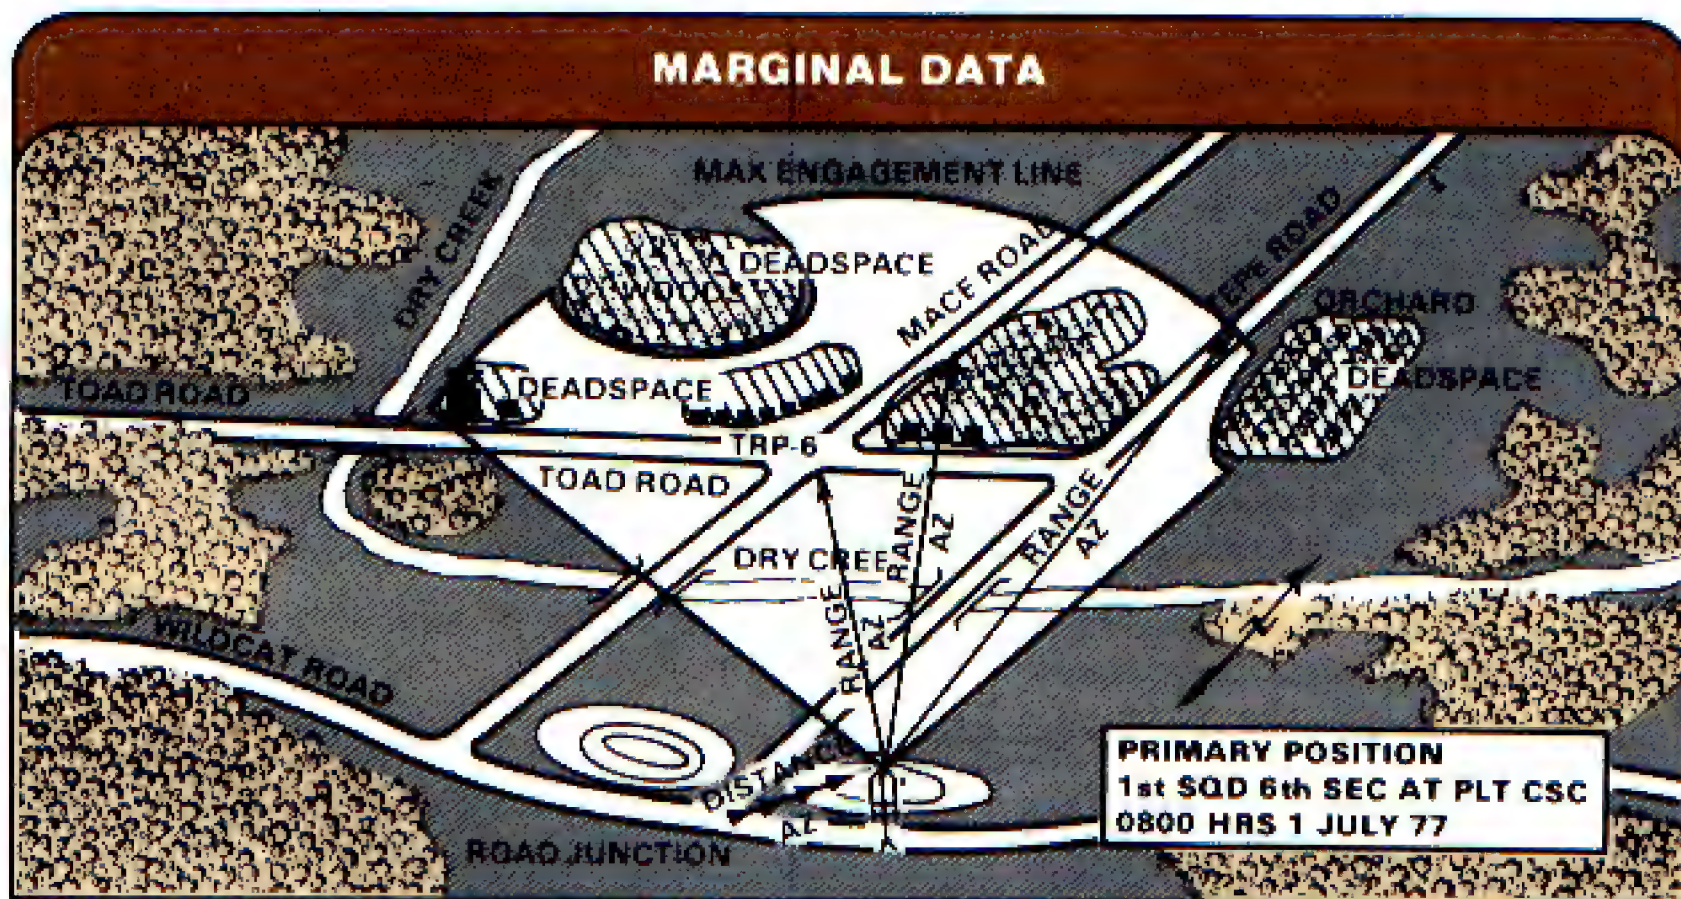 MARGINAL DATA
MAX ENGAGEMENT LINE
DRY CREEK
DEADSPACE
WOODS
MACE ROAD
ROAD
ORCHARD
DEADSPACE
TOAD ROAD
DEADSPACE
TRP-6
TOAD ROAD
RANGE
AZ
RANGE
AZ
DRY CREE
RANGE
AZ
WILDCAT ROAD
N
DISTANCE
AZ
ROAD JUNCTION
PRIMARY POSITION
1st SQD 6th SEC AT PLT CSC
0800 HRS 1 JULY 77